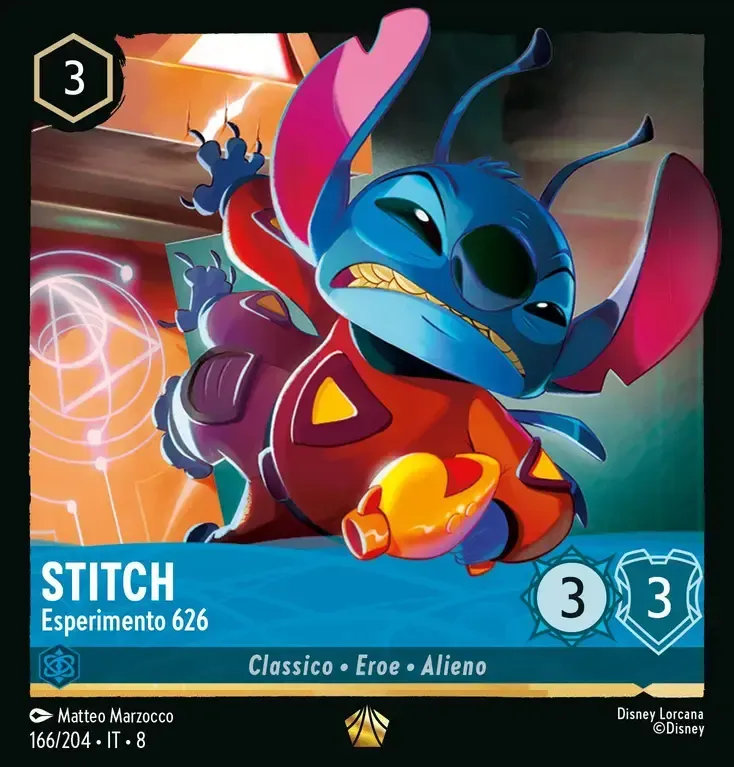 3
STITCH
Esperimento 626
3 3
Classico • Eroe • Alieno
Matteo Marzocco
166/204 • IT • 8
Disney Lorcana
©Disney